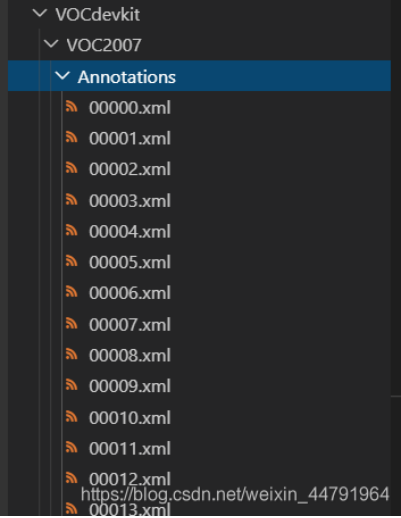 VOCdevkit
VOC2007
Annotations
00000.xml
00001.xml
00002.xml
00003.xml
00004.xml
00005.xml
00006.xml
00007.xml
00008.xml
00009.xml
00010.xml
00011.xml
00012.xml
https://blog.csdn.net/weixin_44791964
00013.xml